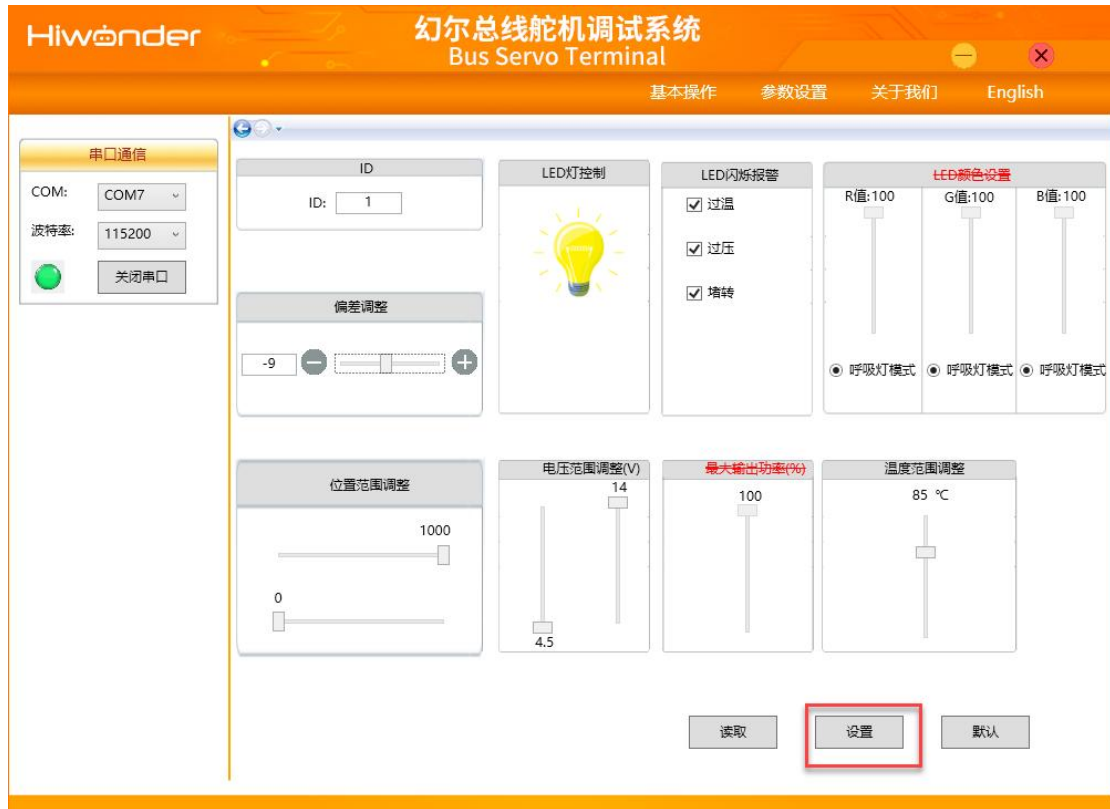 Hiwonder
幻尔总线舵机调试系统
Bus Servo Terminal
基本操作 参数设置 关于我们 English
串口通信
COM: COM7
波特率: 115200
关闭串口
ID
ID: 1
偏差调整
-9
LED灯控制
LED闪烁报警
过温
过压
堵转
LED颜色设置
R值:100 G值:100 B值:100
呼吸灯模式 呼吸灯模式 呼吸灯模式
位置范围调整
1000
0
电压范围调整(V)
14
4.5
最大输出功率(%)
100
温度范围调整
85 ℃
读取 设置 默认